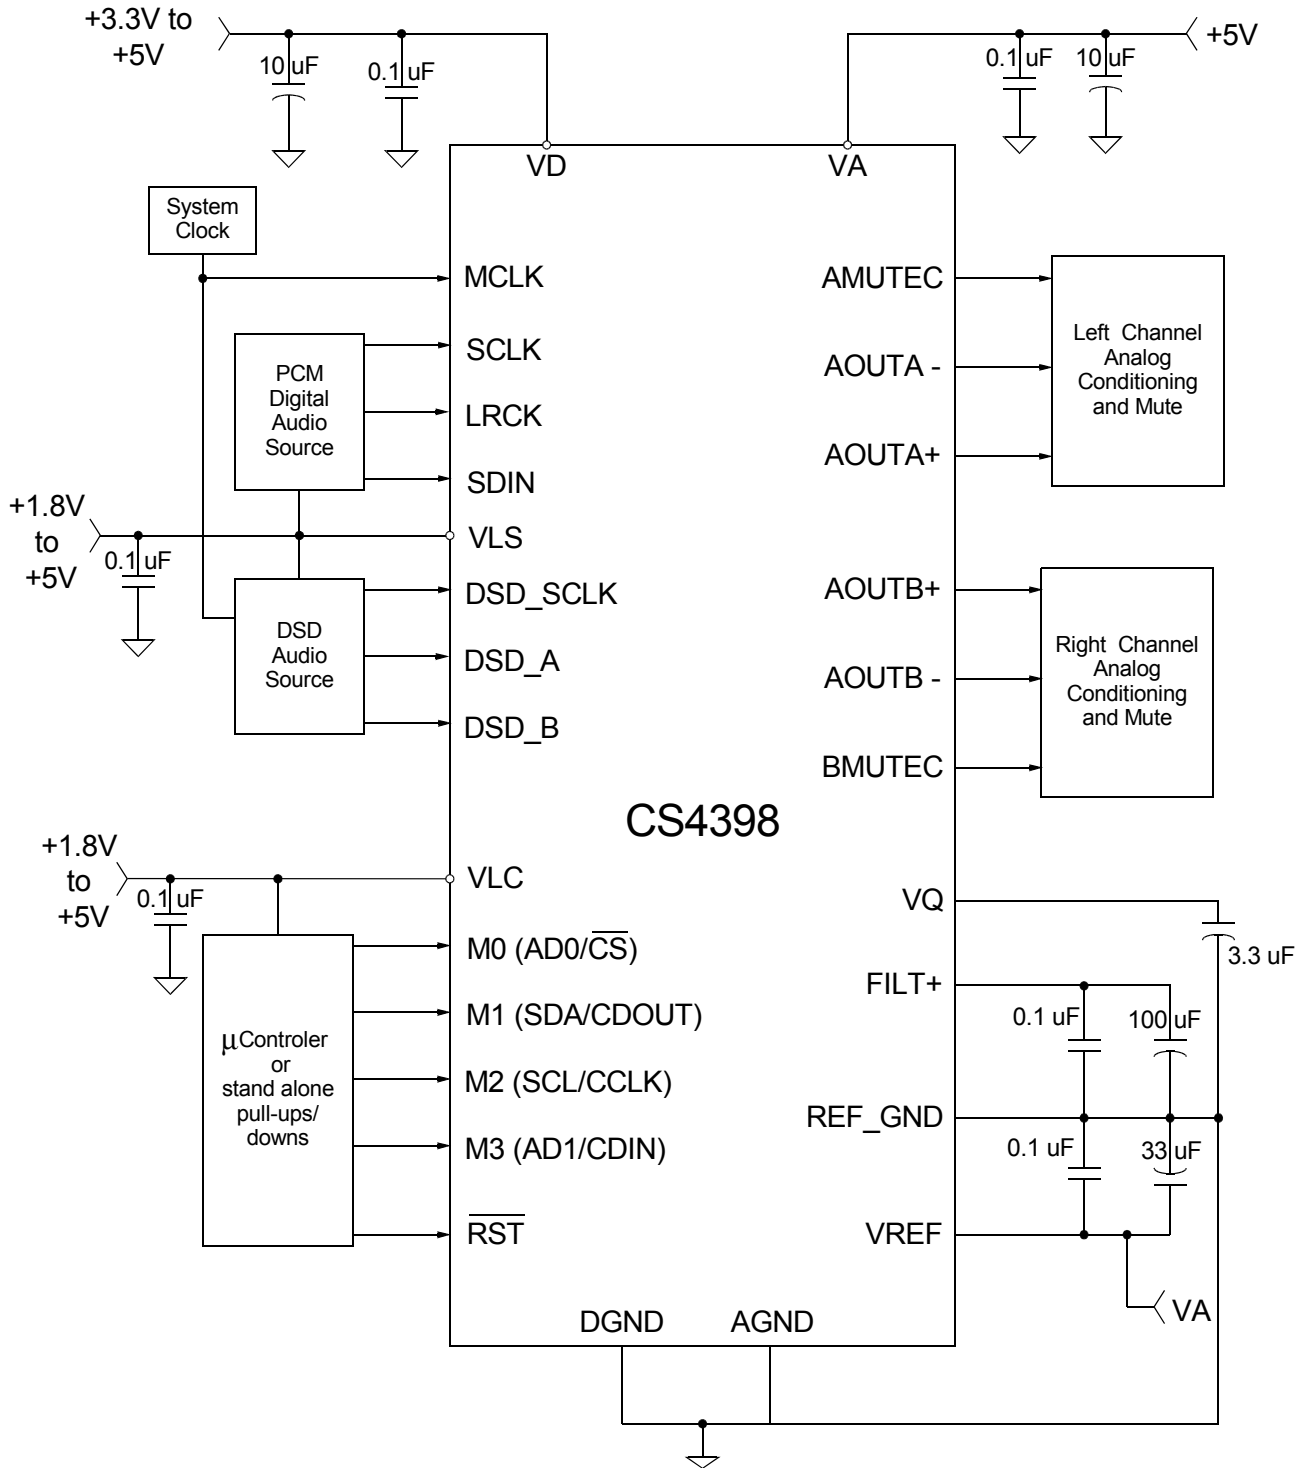 +3.3V to
+5V
10 uF
0.1 uF
0.1 uF
10 uF
+5V
VD
VA
System
Clock
MCLK
SCLK
LRCK
SDIN
PCM
Digital
Audio
Source
+1.8V
to
+5V
0.1 uF
VLS
DSD_SCLK
DSD_A
DSD_B
DSD
Audio
Source
AMUTEC
AOUTA -
AOUTA+
Left Channel
Analog
Conditioning
and Mute
AOUTB+
AOUTB -
BMUTEC
Right Channel
Analog
Conditioning
and Mute
CS4398
+1.8V
to
+5V
0.1 uF
VLC
M0 (AD0/C̅S̅)
M1 (SDA/CDOUT)
M2 (SCL/CCLK)
M3 (AD1/CDIN)
R̅S̅T̅
μControler
or
stand alone
pull-ups/
downs
VQ
3.3 uF
FILT+
0.1 uF
100 uF
REF_GND
0.1 uF
33 uF
VREF
VA
DGND
AGND